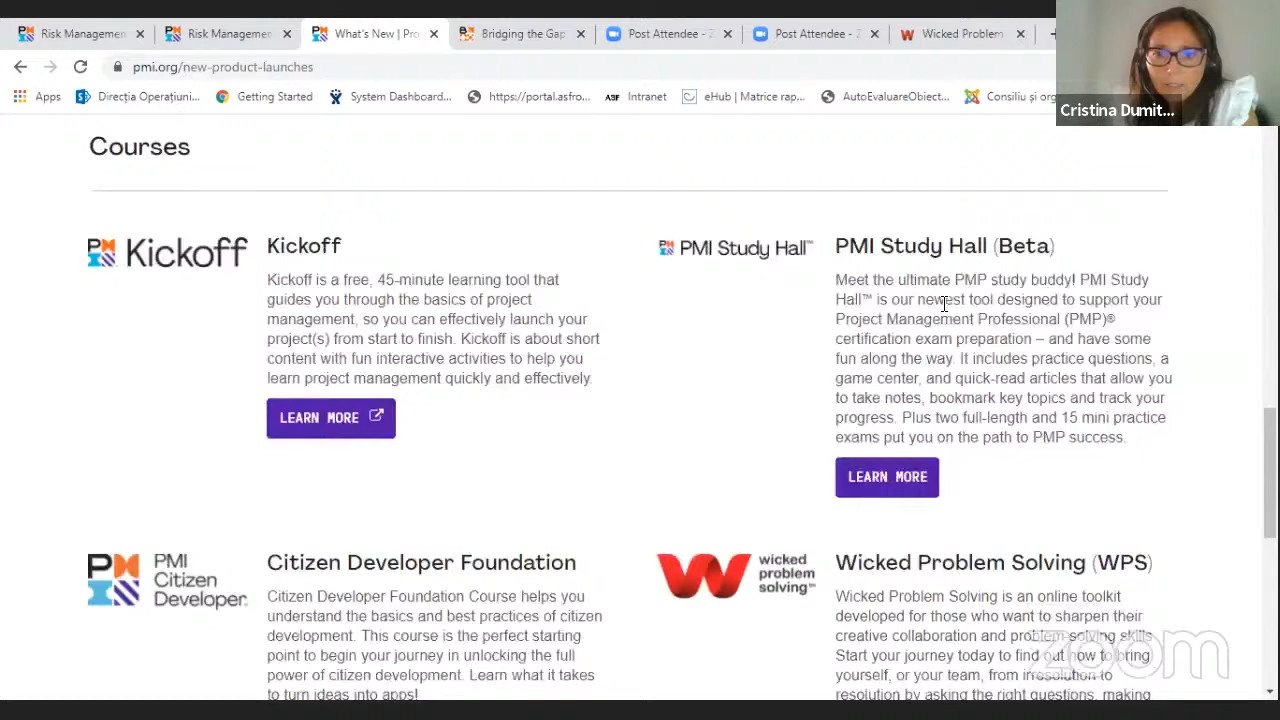 Risk Managemen
Risk Managemen
What's New | Pro
Bridging the Gap
Post Attendee - Z
Post Attendee - Z
Wicked Problem
pmi.org/new-product-launches
Apps
Direcția Operațiuni...
Getting Started
System Dashboard...
https://portal.asfro...
A3F Intranet
eHub | Matrice rap...
AutoEvaluareObiect...
Consiliu și org
Cristina Dumit...
Courses
PMI Kickoff
Kickoff
Kickoff is a free, 45-minute learning tool that
guides you through the basics of project
management, so you can effectively launch your
project(s) from start to finish. Kickoff is about short
content with fun interactive activities to help you
learn project management quickly and effectively.
LEARN MORE
PMI Study Hall™
PMI Study Hall (Beta)
Meet the ultimate PMP study buddy! PMI Study
Hall™ is our newest tool designed to support your
Project Management Professional (PMP)®
certification exam preparation – and have some
fun along the way. It includes practice questions, a
game center, and quick-read articles that allow you
to take notes, bookmark key topics and track your
progress. Plus two full-length and 15 mini practice
exams put you on the path to PMP success.
LEARN MORE
PMI
PMI
Citizen
Developer.
Citizen Developer Foundation
Citizen Developer Foundation Course helps you
understand the basics and best practices of citizen
development. This course is the perfect starting
point to begin your journey in unlocking the full
power of citizen development. Learn what it takes
to turn ideas into apps!
wicked
problem
solving™
Wicked Problem Solving (WPS)
Wicked Problem Solving is an online toolkit
developed for those who want to sharpen their
creative collaboration and problem-solving skills.
Start your journey today to find out how to bring
yourself, or your team, from irresolution to
resolution by asking the right questions, making
zoom